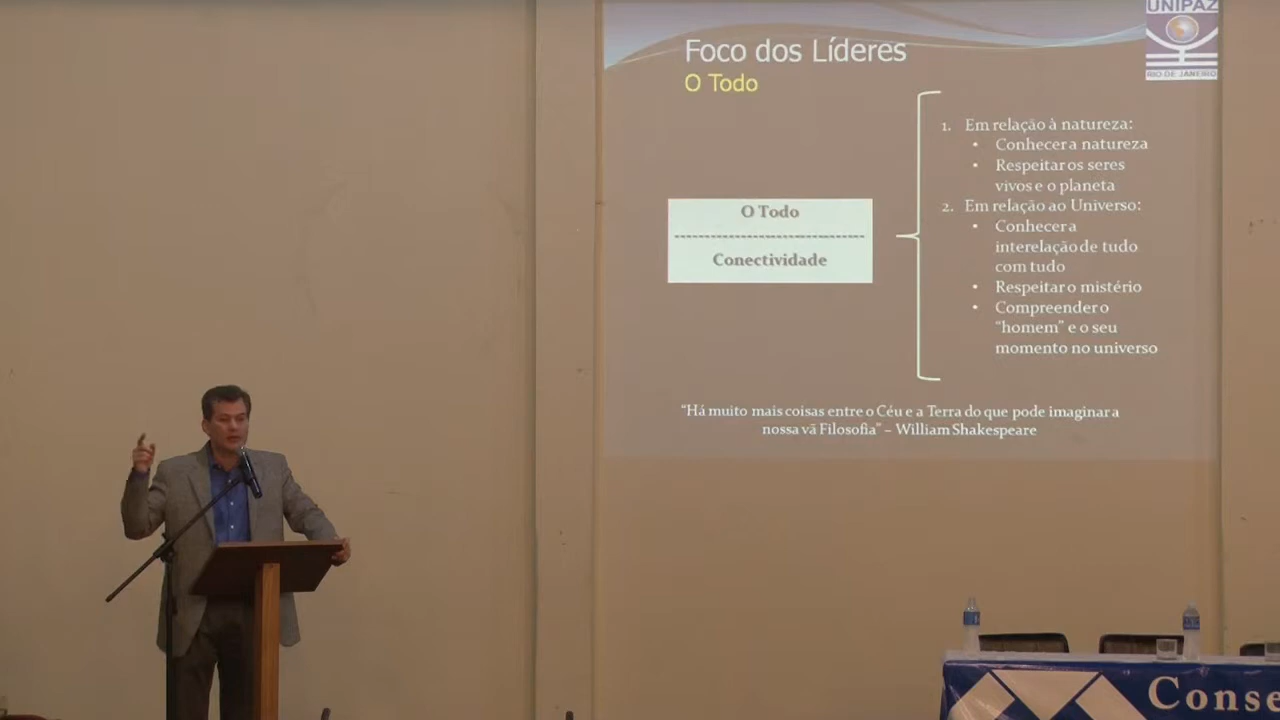 UNIPAZ
RIO DE JANEIRO
Foco dos Líderes
O Todo
O Todo
Conectividade
1. Em relação à natureza:
• Conhecer a natureza
• Respeitar os seres
vivos e o planeta
2. Em relação ao Universo:
• Conhecer a
interelação de tudo
com tudo
• Respeitar o mistério
• Compreender o
“homem” e o seu
momento no universo
“Há muito mais coisas entre o Céu e a Terra do que pode imaginar a
nossa vã Filosofia” – William Shakespeare
Conse